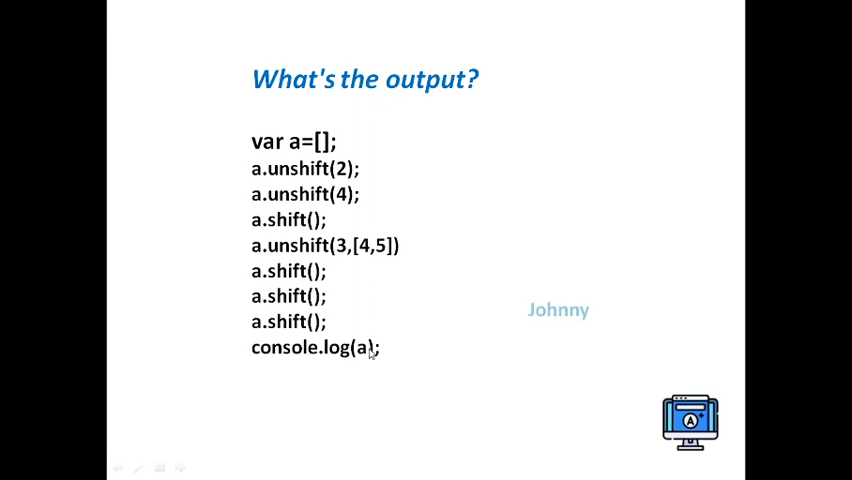 What's the output?
var a=[];
a.unshift(2);
a.unshift(4);
a.shift();
a.unshift(3,[4,5])
a.shift();
a.shift();
a.shift();
console.log(a);
Johnny
A+